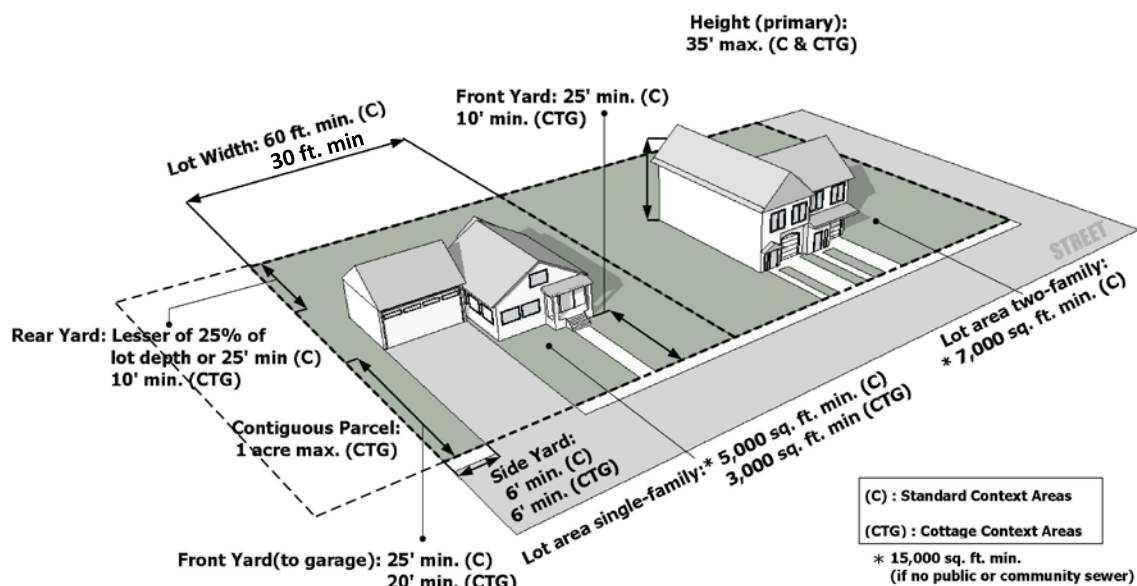 Height (primary):
35' max. (C & CTG)
Front Yard: 25' min. (C)
10' min. (CTG)
Lot Width: 60 ft. min. (C)
30 ft. min
STREET
Rear Yard: Lesser of 25% of
lot depth or 25' min (C)
10' min. (CTG)
Lot area two-family:
* 7,000 sq. ft. min. (C)
Contiguous Parcel:
1 acre max. (CTG)
Side Yard:
6' min. (C)
6' min. (CTG)
Lot area single-family:* 5,000 sq. ft. min. (C)
3,000 sq. ft. min (CTG)
Front Yard(to garage): 25' min. (C)
20' min. (CTG)
(C) : Standard Context Areas
(CTG) : Cottage Context Areas
* 15,000 sq. ft. min.
(if no public or community sewer)